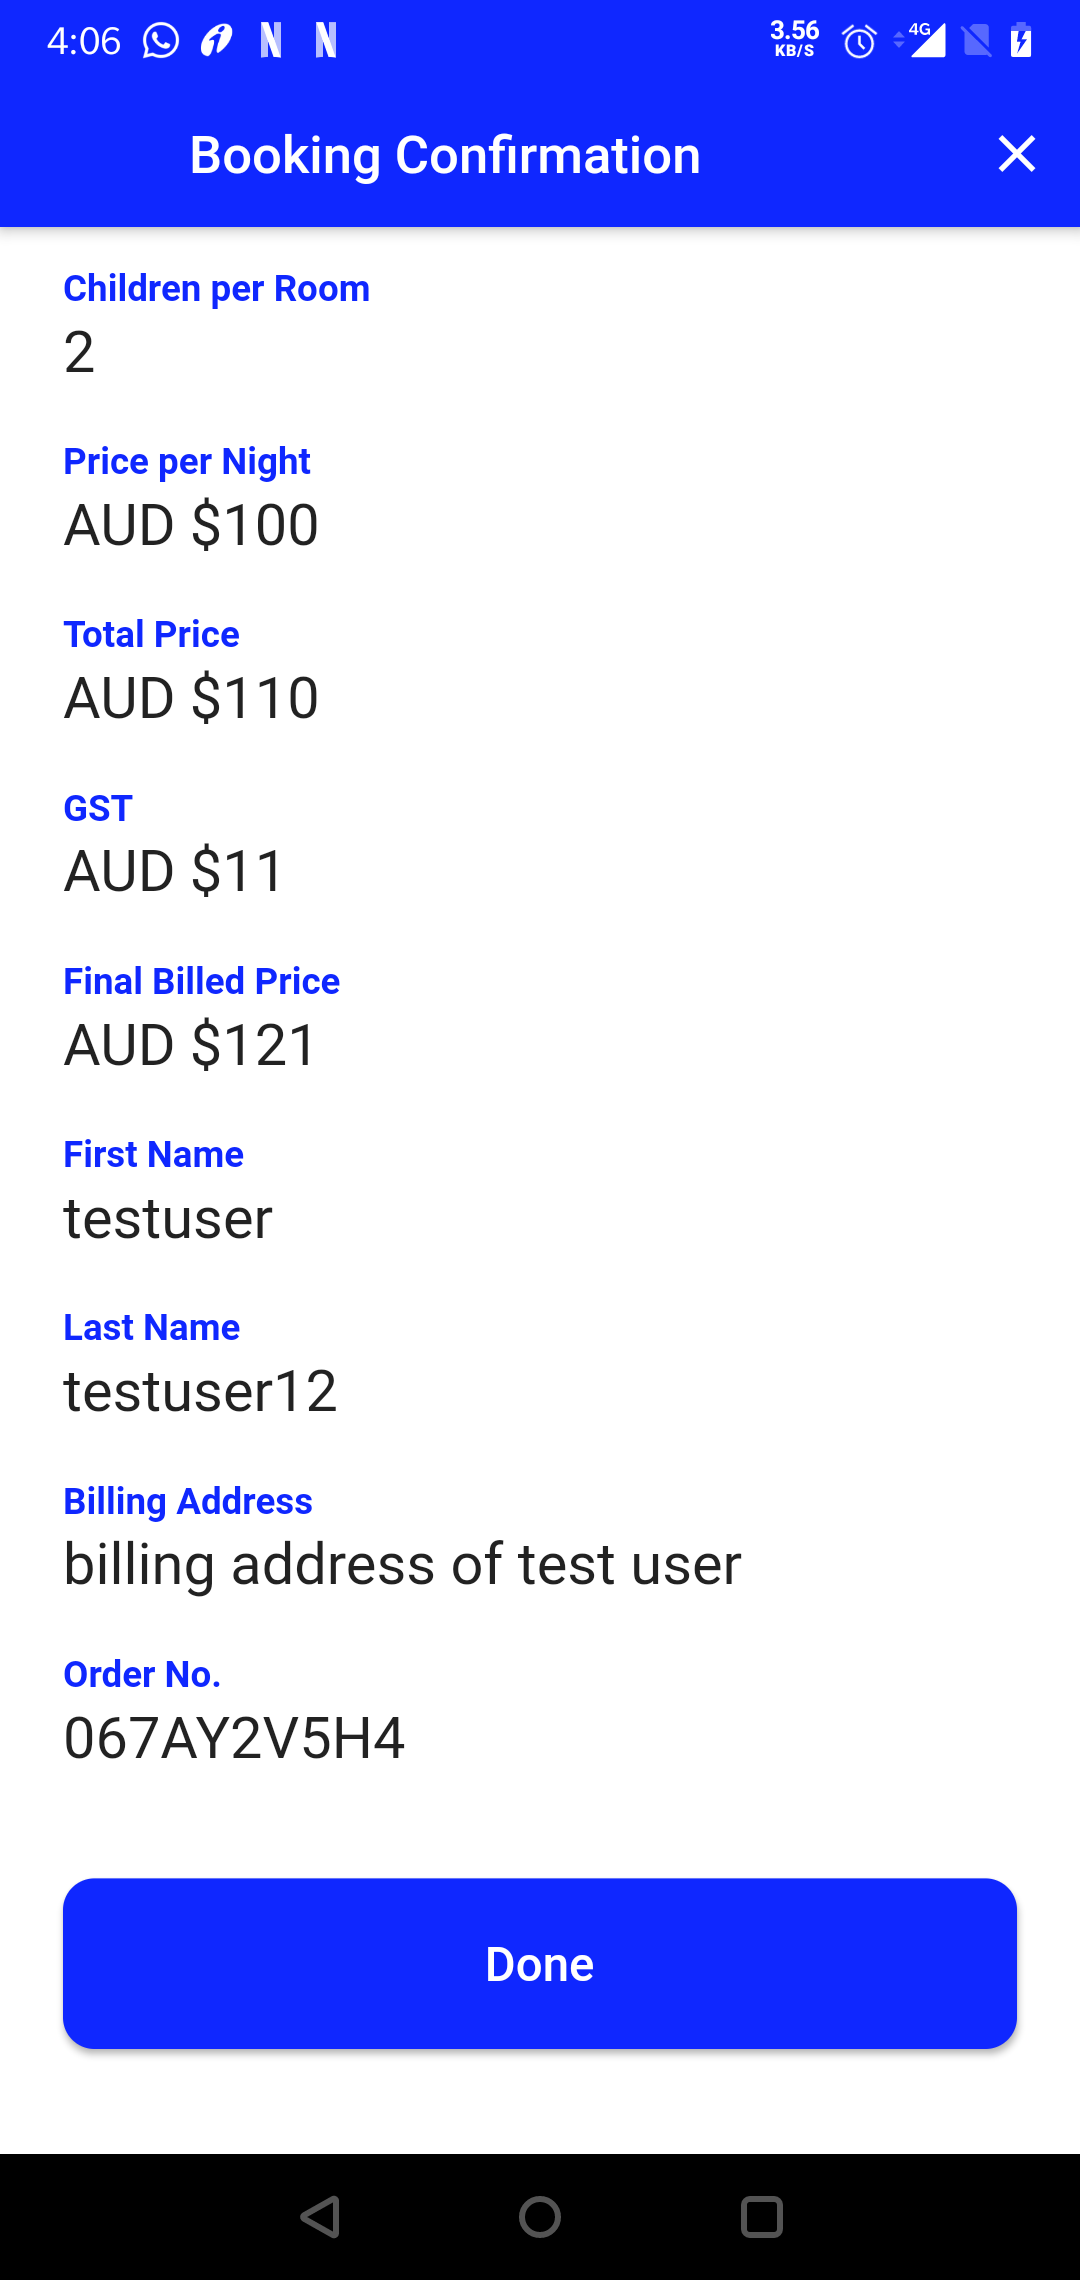 4:06
3.56
KB/S
4G
Booking Confirmation
Children per Room
2
Price per Night
AUD $100
Total Price
AUD $110
GST
AUD $11
Final Billed Price
AUD $121
First Name
testuser
Last Name
testuser12
Billing Address
billing address of test user
Order No.
067AY2V5H4
Done